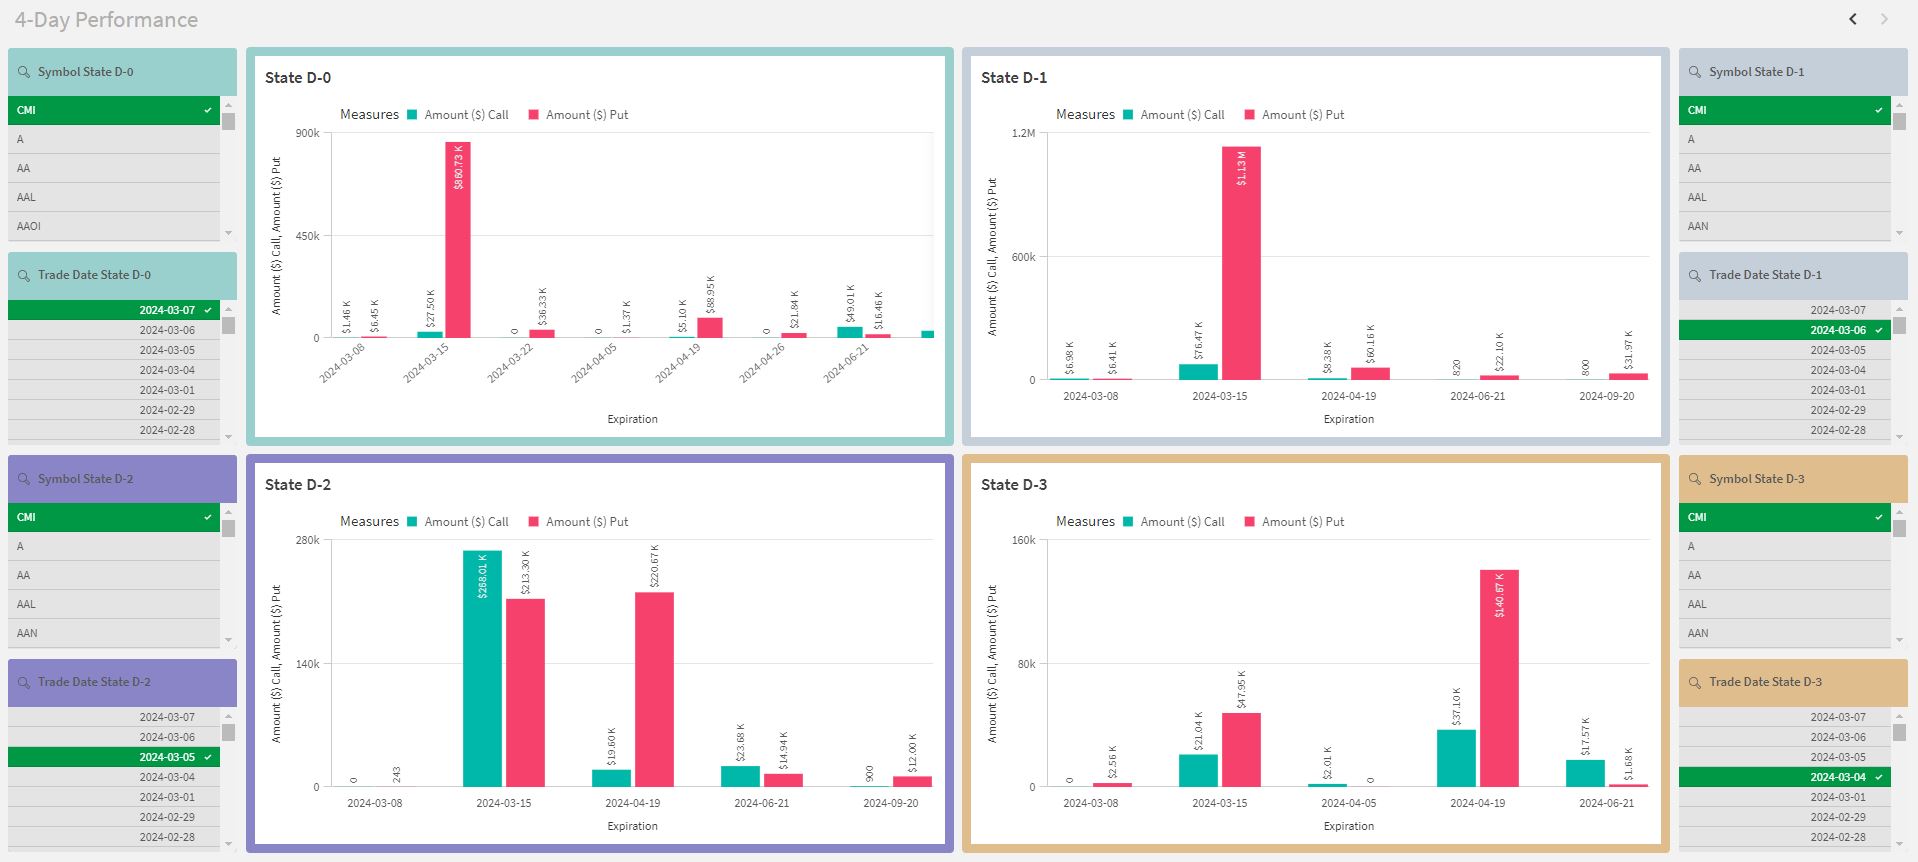 4-Day Performance
Symbol State D-0
CMI
A
AA
AAL
AAOI
Trade Date State D-0
2024-03-07
2024-03-06
2024-03-05
2024-03-04
2024-03-01
2024-02-29
2024-02-28
State D-0
Measures Amount ($) Call Amount ($) Put
Amount ($) Call, Amount ($) Put
900k
450k
0
$1.46 K
$6.45 K
$27.50 K
$860.73 K
0
$36.33 K
0
$1.37 K
$5.10 K
$88.95 K
0
$21.84 K
$49.01 K
$16.46 K
2024-03-08
2024-03-15
2024-03-22
2024-04-05
2024-04-19
2024-04-26
2024-06-21
Expiration
State D-1
Measures Amount ($) Call Amount ($) Put
Amount ($) Call, Amount ($) Put
1.2M
600k
0
$6.98 K
$6.41 K
$76.47 K
$1.13 M
$8.38 K
$60.16 K
820
$22.10 K
800
$31.97 K
2024-03-08
2024-03-15
2024-04-19
2024-06-21
2024-09-20
Expiration
Symbol State D-1
CMI
A
AA
AAL
AAN
Trade Date State D-1
2024-03-07
2024-03-06
2024-03-05
2024-03-04
2024-03-01
2024-02-29
2024-02-28
Symbol State D-2
CMI
A
AA
AAL
AAN
Trade Date State D-2
2024-03-07
2024-03-06
2024-03-05
2024-03-04
2024-03-01
2024-02-29
2024-02-28
State D-2
Measures Amount ($) Call Amount ($) Put
Amount ($) Call, Amount ($) Put
280k
140k
0
0
243
$268.01 K
$213.30 K
$19.60 K
$220.67 K
$23.68 K
$14.94 K
900
$12.00 K
2024-03-08
2024-03-15
2024-04-19
2024-06-21
2024-09-20
Expiration
State D-3
Measures Amount ($) Call Amount ($) Put
Amount ($) Call, Amount ($) Put
160k
80k
0
0
$2.56 K
$21.04 K
$47.95 K
$2.01 K
0
$37.10 K
$140.67 K
$17.57 K
$1.68 K
2024-03-08
2024-03-15
2024-04-05
2024-04-19
2024-06-21
Expiration
Symbol State D-3
CMI
A
AA
AAL
AAN
Trade Date State D-3
2024-03-07
2024-03-06
2024-03-05
2024-03-04
2024-03-01
2024-02-29
2024-02-28